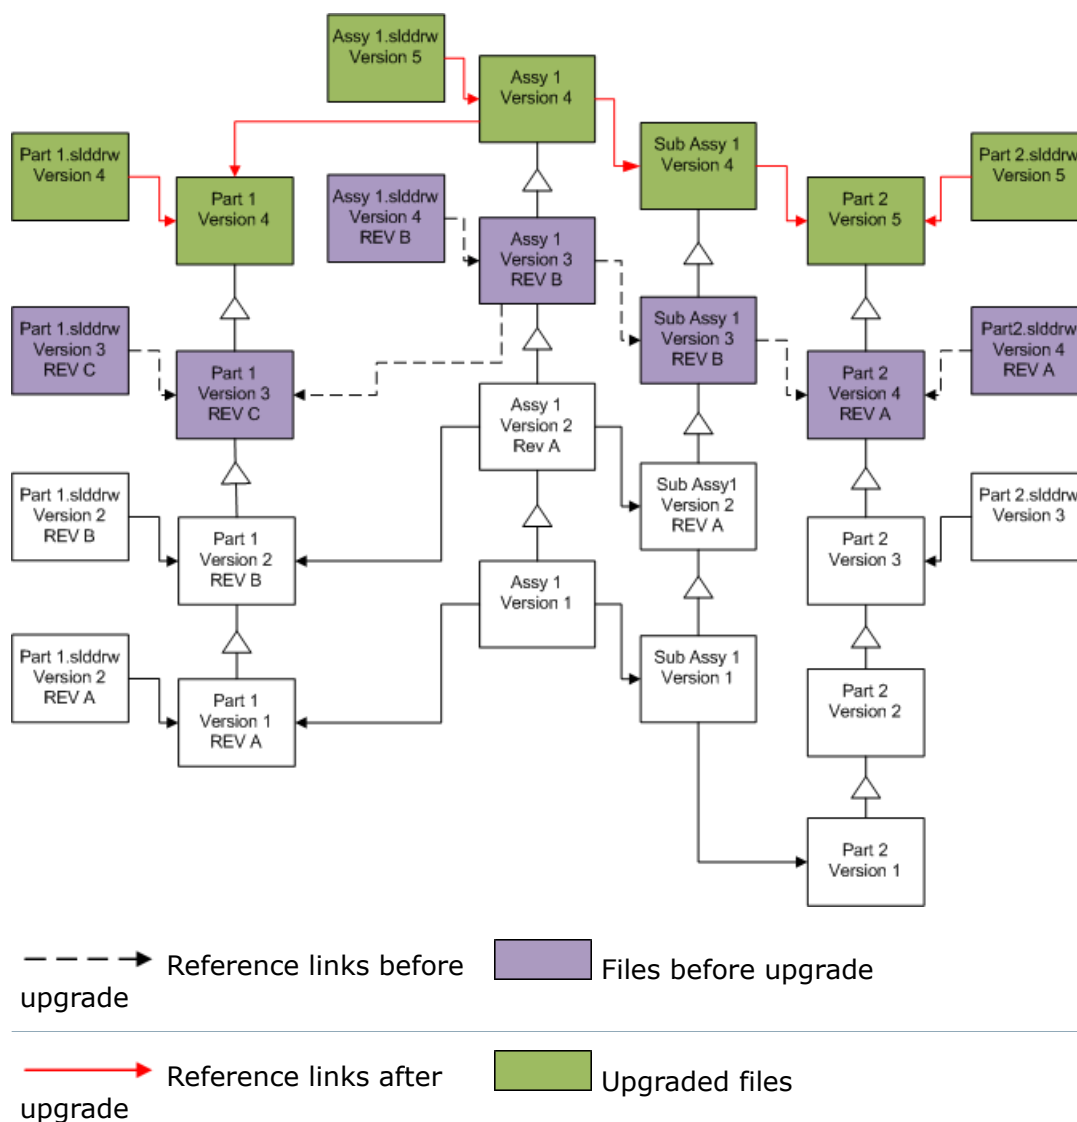 Assy 1.slddrw
Version 5
Assy 1
Version 4
Part 1.slddrw
Version 4
Sub Assy 1
Version 4
Part 2.slddrw
Version 5
Part 1
Version 4
Assy 1.slddrw
Version 4
REV B
Part 2
Version 5
Assy 1
Version 3
REV B
Part 1.slddrw
Version 3
REV C
Sub Assy 1
Version 3
REV B
Part2.slddrw
Version 4
REV A
Part 1
Version 3
REV C
Part 2
Version 4
REV A
Assy 1
Version 2
Rev A
Part 1.slddrw
Version 2
REV B
Sub Assy1
Version 2
REV A
Part 2.slddrw
Version 3
Part 1
Version 2
REV B
Part 2
Version 3
Assy 1
Version 1
Part 1.slddrw
Version 2
REV A
Sub Assy 1
Version 1
Part 1
Version 1
REV A
Part 2
Version 2
Part 2
Version 1
Reference links before
upgrade
Files before upgrade
Reference links after
upgrade
Upgraded files